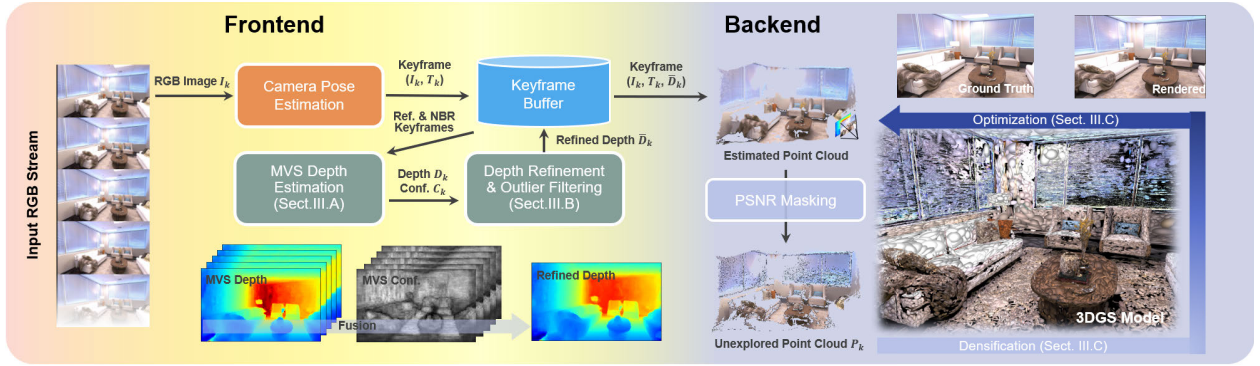 Frontend
Backend
Input RGB Stream
RGB Image I_k
Camera Pose
Estimation
Keyframe
(I_k, T_k)
Keyframe
Buffer
Keyframe
(I_k, T_k, D̄_k)
Ref. & NBR
Keyframes
Refined Depth D̄_k
MVS Depth
Estimation
(Sect.III.A)
Depth D_k
Conf. C_k
Depth Refinement
& Outlier Filtering
(Sect.III.B)
MVS Depth
MVS Conf.
Refined Depth
Fusion
Estimated Point Cloud
PSNR Masking
Unexplored Point Cloud P_k
Ground Truth
Rendered
Optimization (Sect. III.C)
3DGS Model
Densification (Sect. III.C)